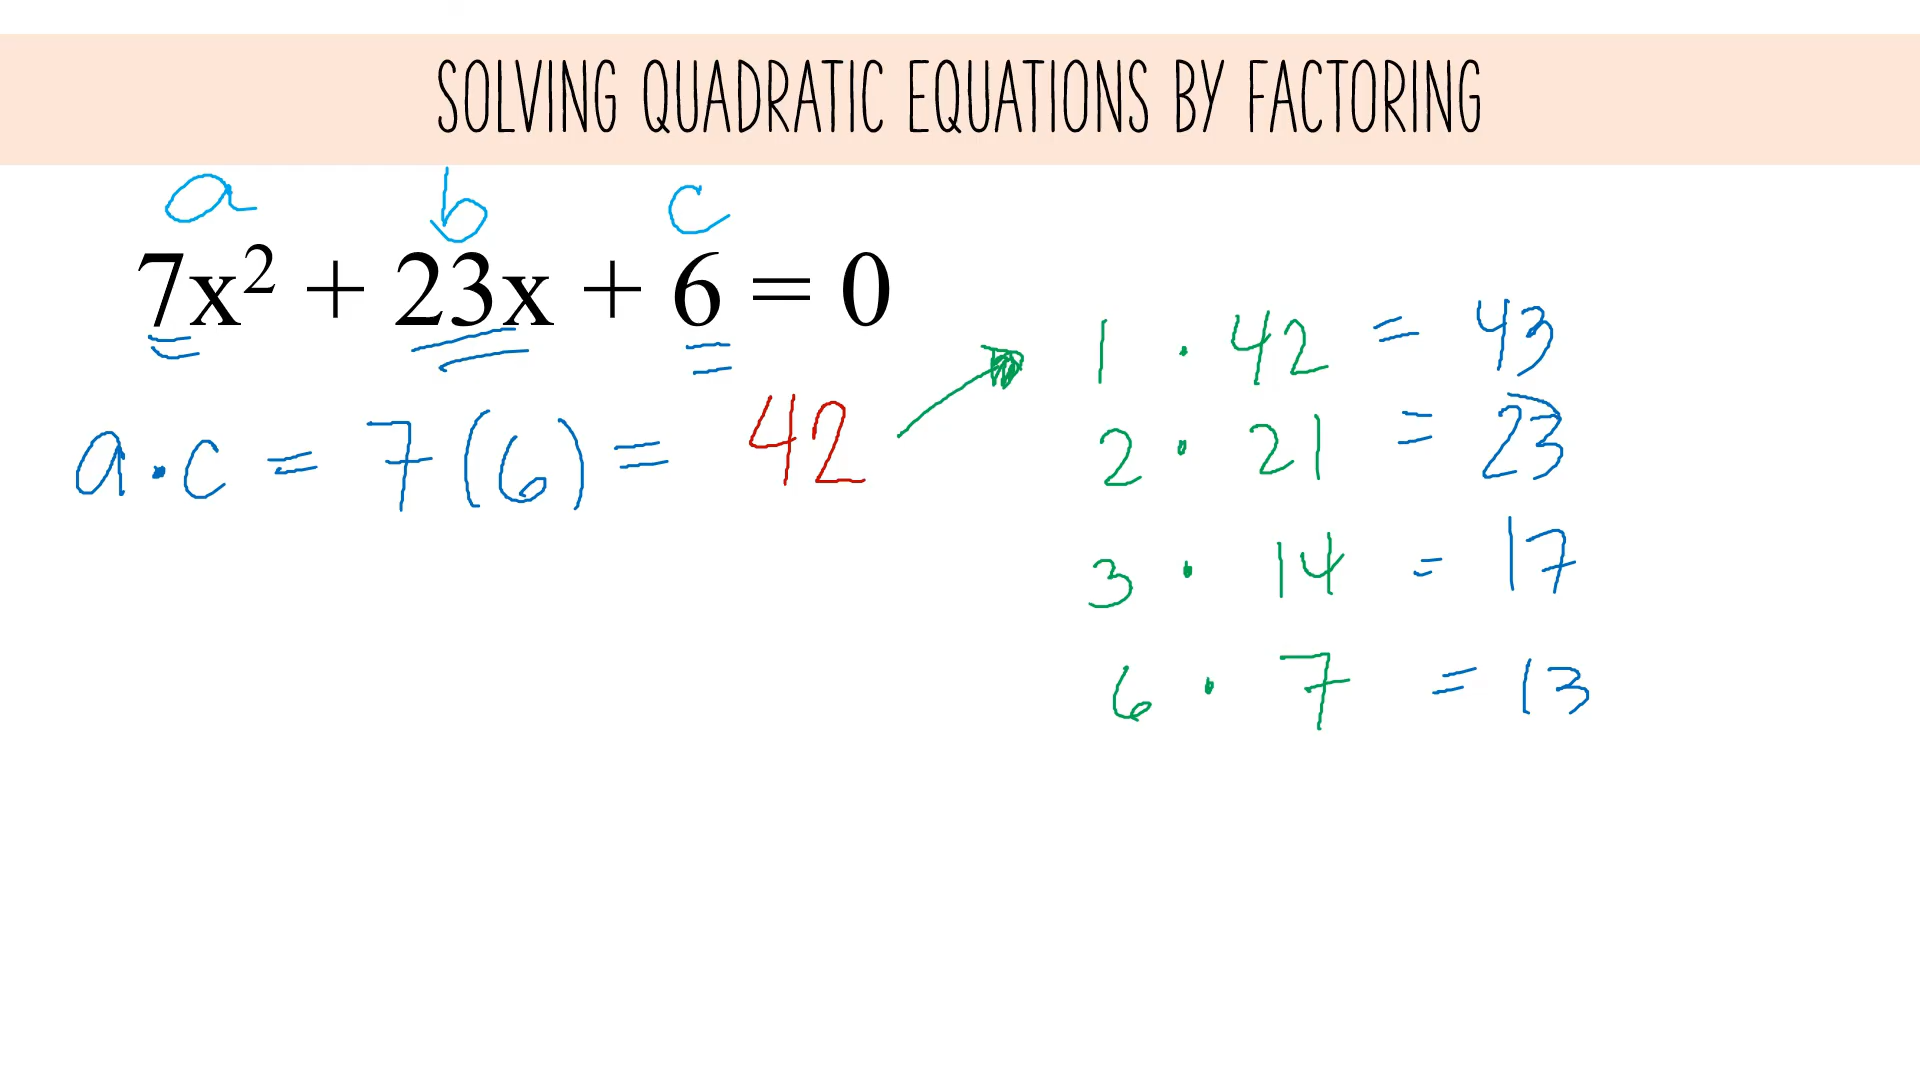 SOLVING QUADRATIC EQUATIONS BY FACTORING
a b c
7x² + 23x + 6 = 0
a · c = 7 (6) = 42
1 · 42 = 43
2 · 21 = 23
3 · 14 = 17
6 · 7 = 13